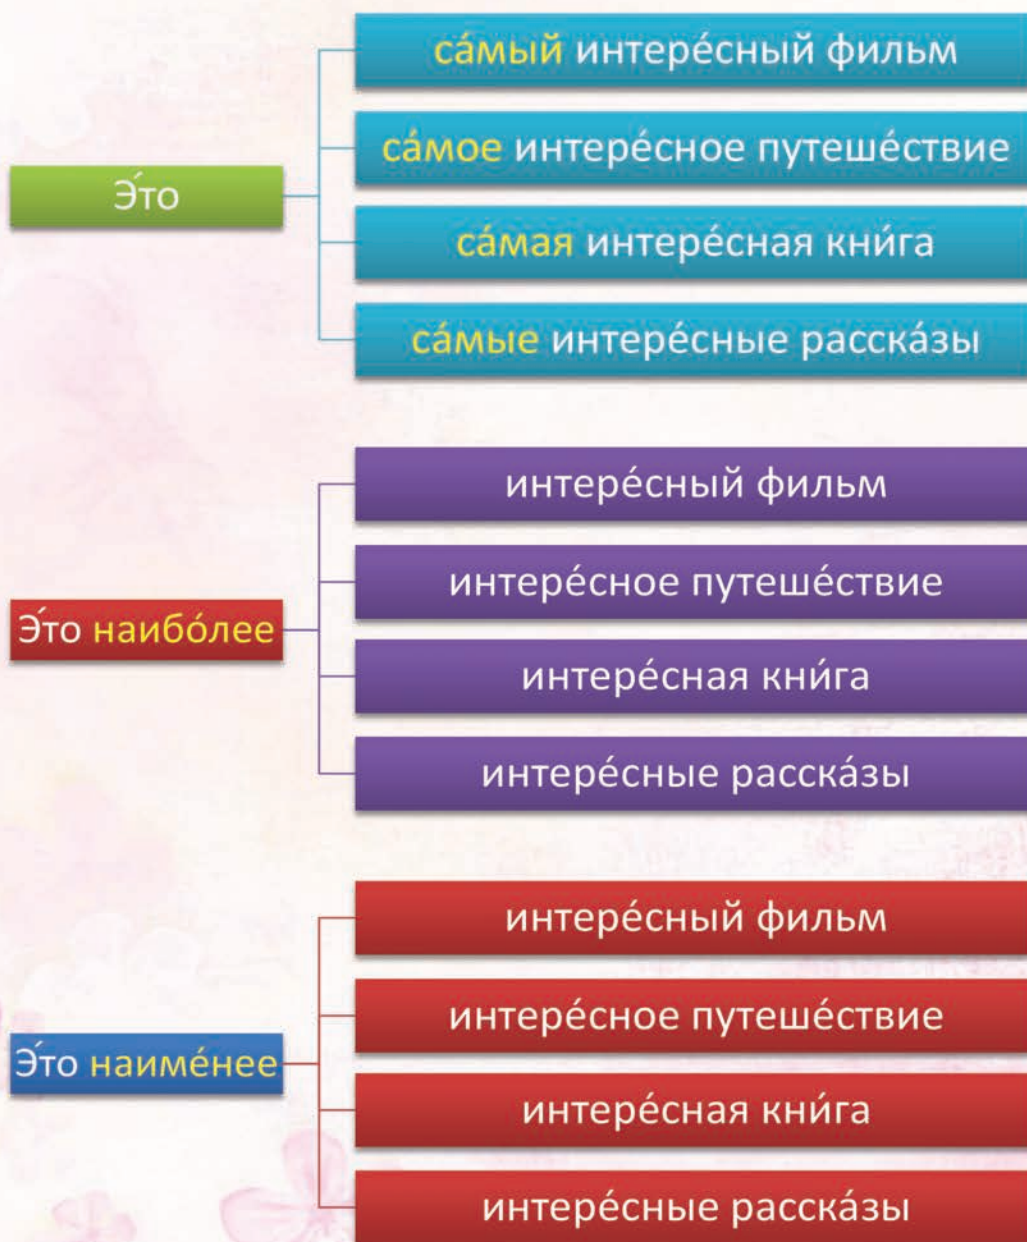 са́мый интере́сный фильм
са́мое интере́сное путеше́ствие
Э́то
са́мая интере́сная кни́га
са́мые интере́сные расска́зы
интере́сный фильм
интере́сное путеше́ствие
Э́то наибо́лее
интере́сная кни́га
интере́сные расска́зы
интере́сный фильм
интере́сное путеше́ствие
Э́то наиме́нее
интере́сная кни́га
интере́сные расска́зы